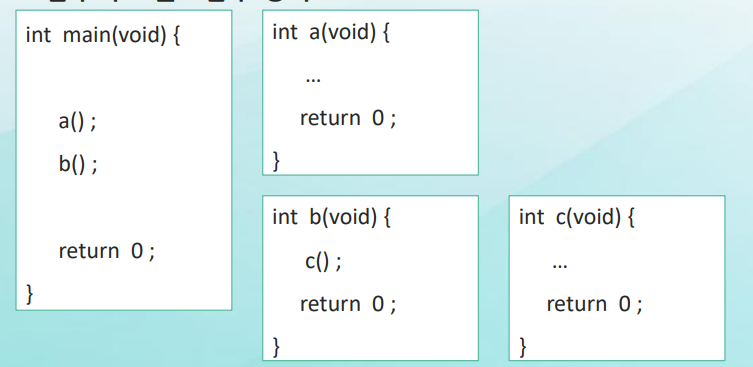 int main(void) {
a() ;
b() ;
return 0 ;
}
int a(void) {
...
return 0 ;
}
int b(void) {
c() ;
return 0 ;
}
int c(void) {
...
return 0 ;
}